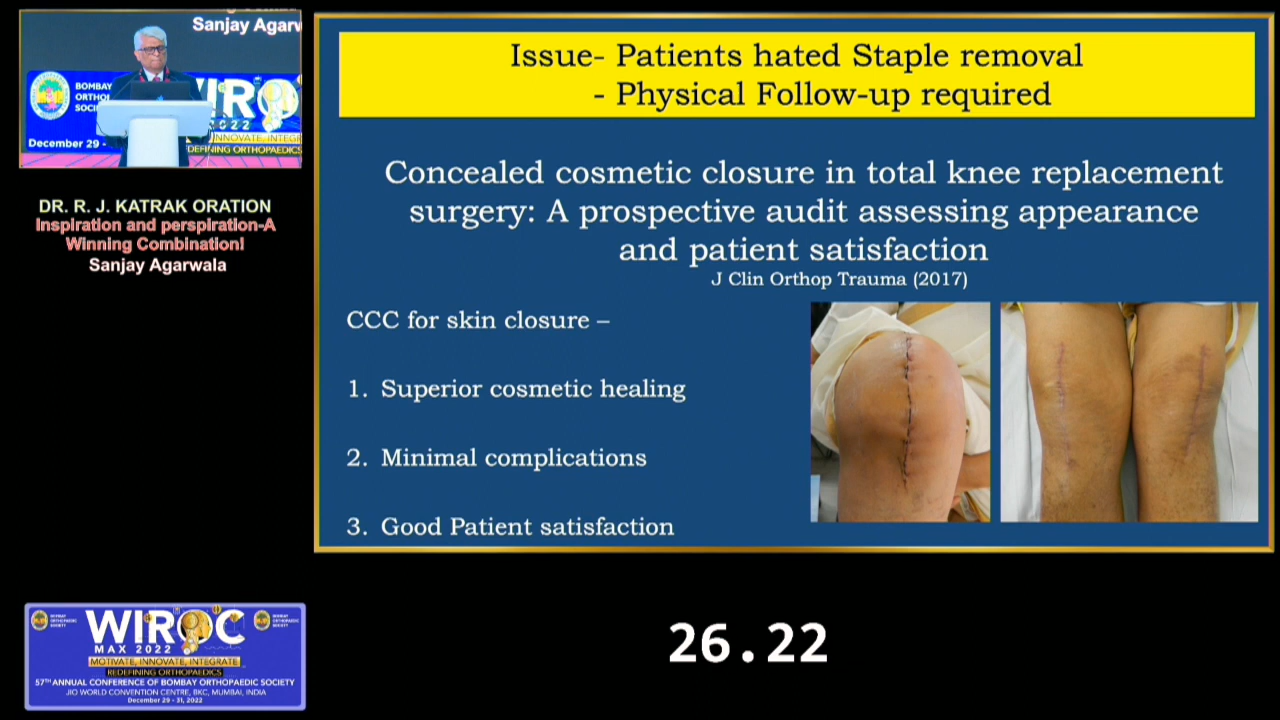 Sanjay Agarw
BOMBAY
ORTHO
SOCI
2022
December 29 -
INNOVATE, INTEGR
DEFINING ORTHOPAEDICS
DR. R. J. KATRAK ORATION
Inspiration and perspiration-A
Winning Combination!
Sanjay Agarwala
Issue- Patients hated Staple removal
- Physical Follow-up required
Concealed cosmetic closure in total knee replacement
surgery: A prospective audit assessing appearance
and patient satisfaction
J Clin Orthop Trauma (2017)
CCC for skin closure –
1. Superior cosmetic healing
2. Minimal complications
3. Good Patient satisfaction
WIROC
MAX 2022
MOTIVATE, INNOVATE, INTEGRATE
REDEFINING ORTHOPAEDICS
57TH ANNUAL CONFERENCE OF BOMBAY ORTHOPAEDIC SOCIETY
JIO WORLD CONVENTION CENTRE, BKC, MUMBAI, INDIA
December 29 - 31, 2022
26.22